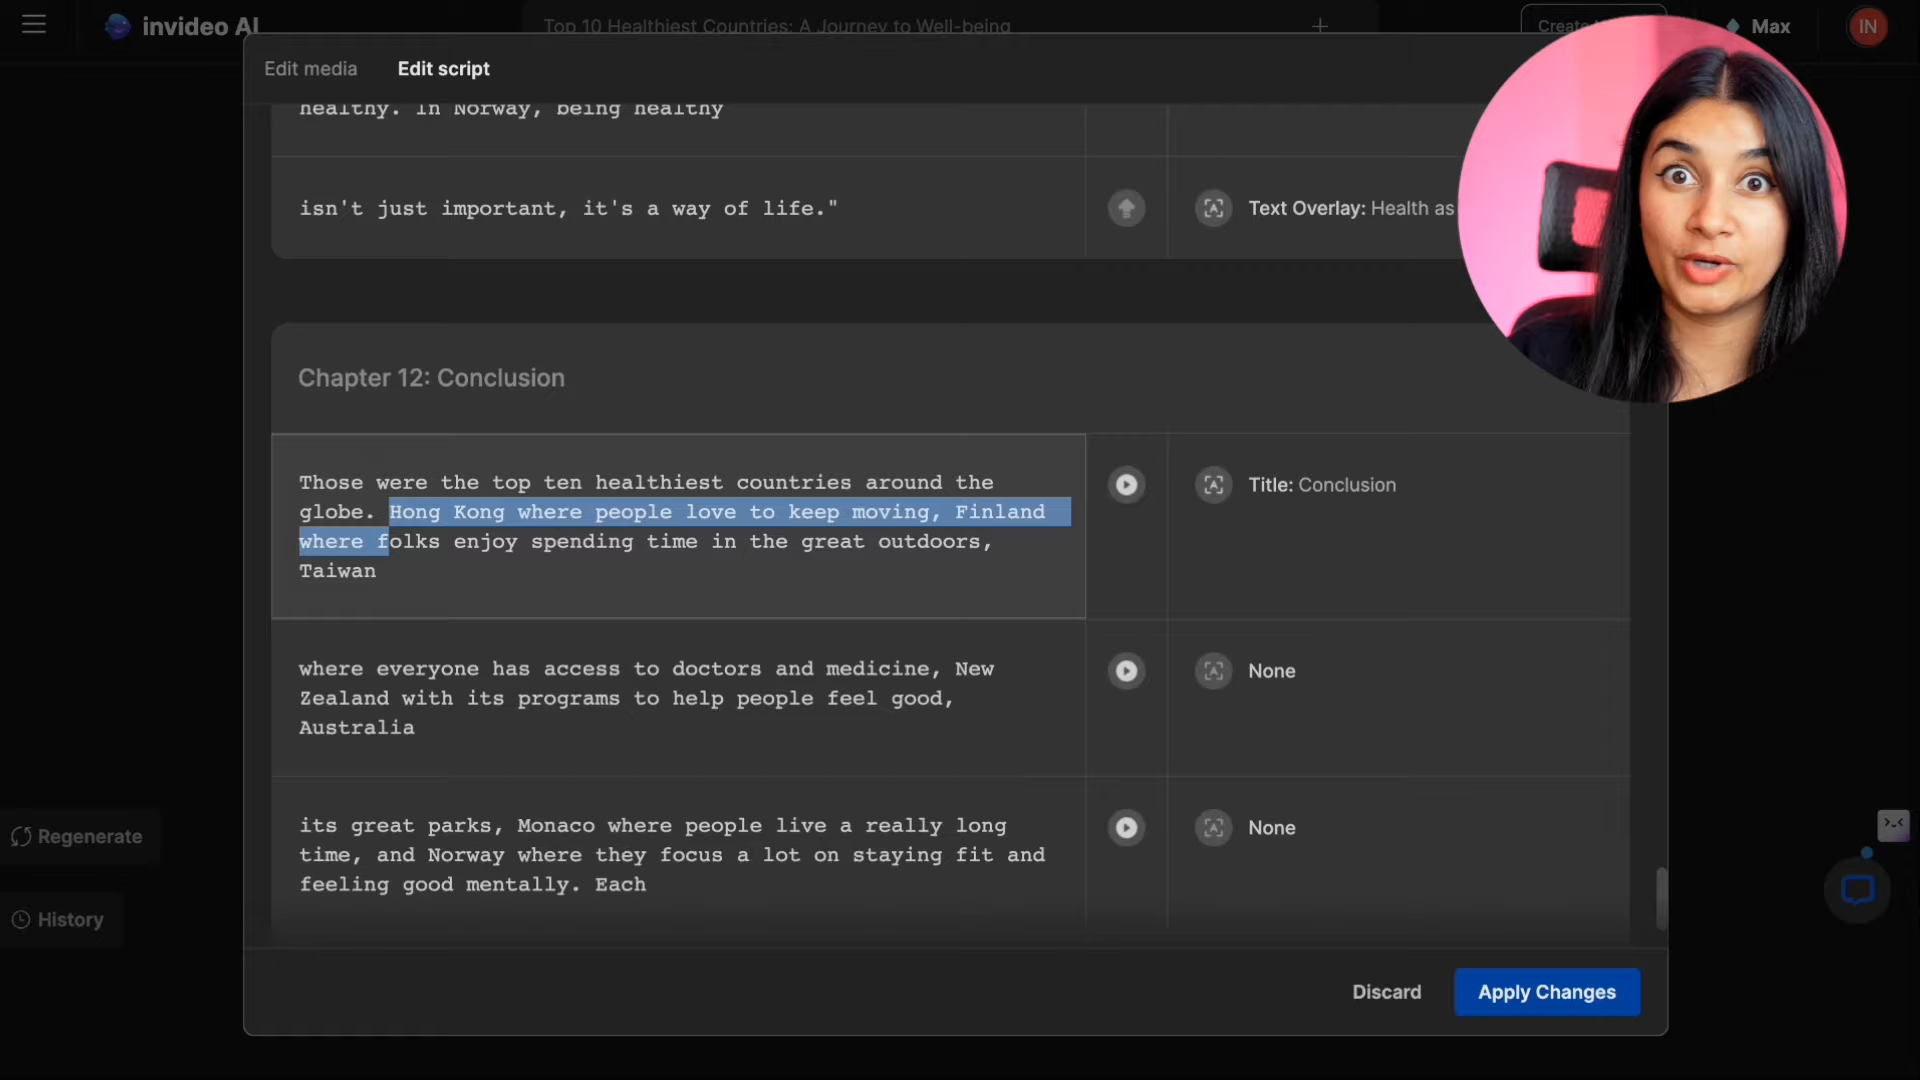 invideo AI
Top 10 Healthiest Countries: A Journey to Well-being
Max
IN
Edit media
Edit script
healthy. In Norway, being healthy
isn't just important, it's a way of life."
Text Overlay: Health as
Chapter 12: Conclusion
Those were the top ten healthiest countries around the
globe. Hong Kong where people love to keep moving, Finland
where folks enjoy spending time in the great outdoors,
Taiwan
Title: Conclusion
where everyone has access to doctors and medicine, New
Zealand with its programs to help people feel good,
Australia
None
its great parks, Monaco where people live a really long
time, and Norway where they focus a lot on staying fit and
feeling good mentally. Each
None
Regenerate
History
Discard
Apply Changes